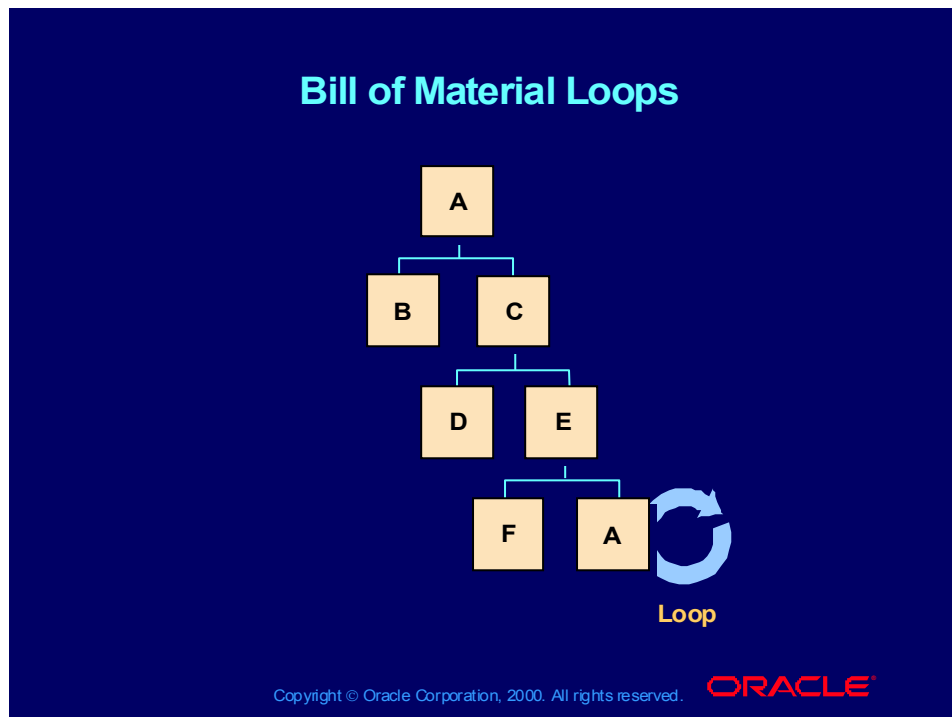 Bill of Material Loops
A
B C
D E
F A
Loop
Copyright © Oracle Corporation, 2000. All rights reserved.
ORACLE®